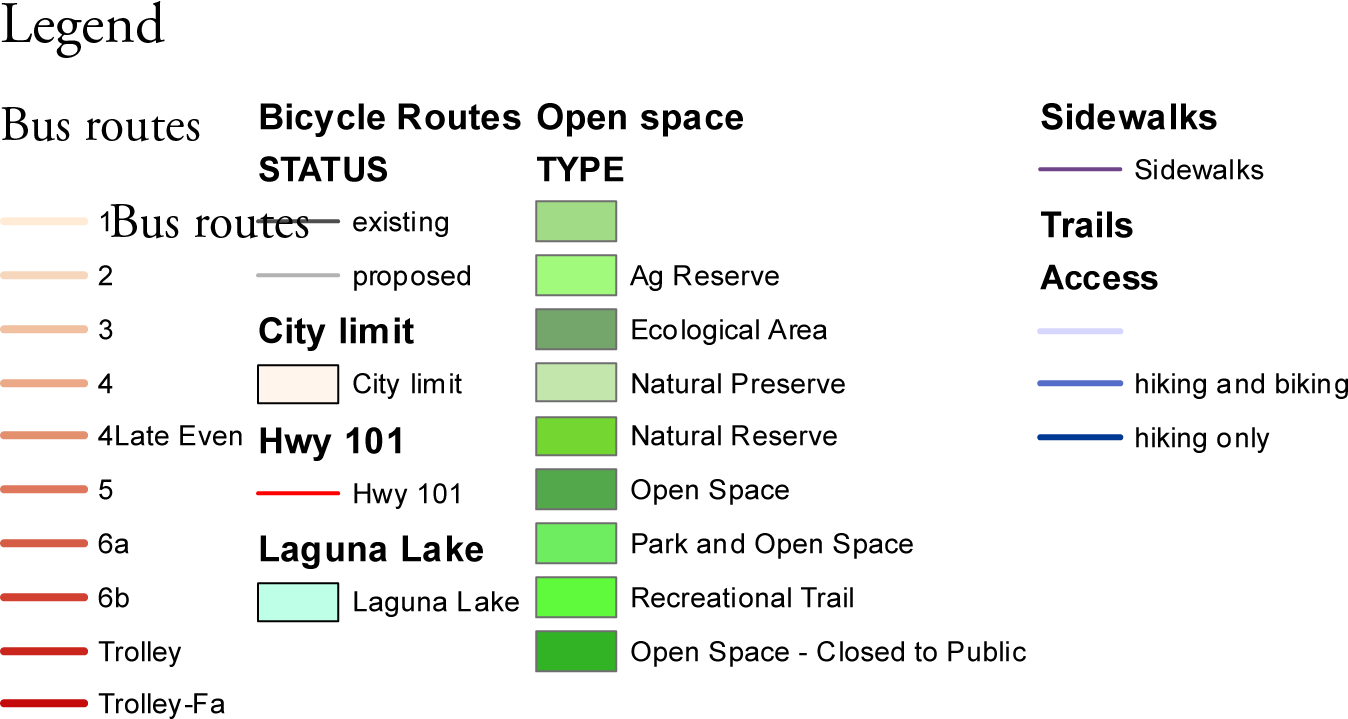 Legend
Bus routes
1
Bus routes
2
3
4
4Late Even
5
6a
6b
Trolley
Trolley-Fa
Bicycle Routes
STATUS
existing
proposed
City limit
City limit
Hwy 101
Hwy 101
Laguna Lake
Laguna Lake
Open space
TYPE
Ag Reserve
Ecological Area
Natural Preserve
Natural Reserve
Open Space
Park and Open Space
Recreational Trail
Open Space - Closed to Public
Sidewalks
Sidewalks
Trails
Access
hiking and biking
hiking only